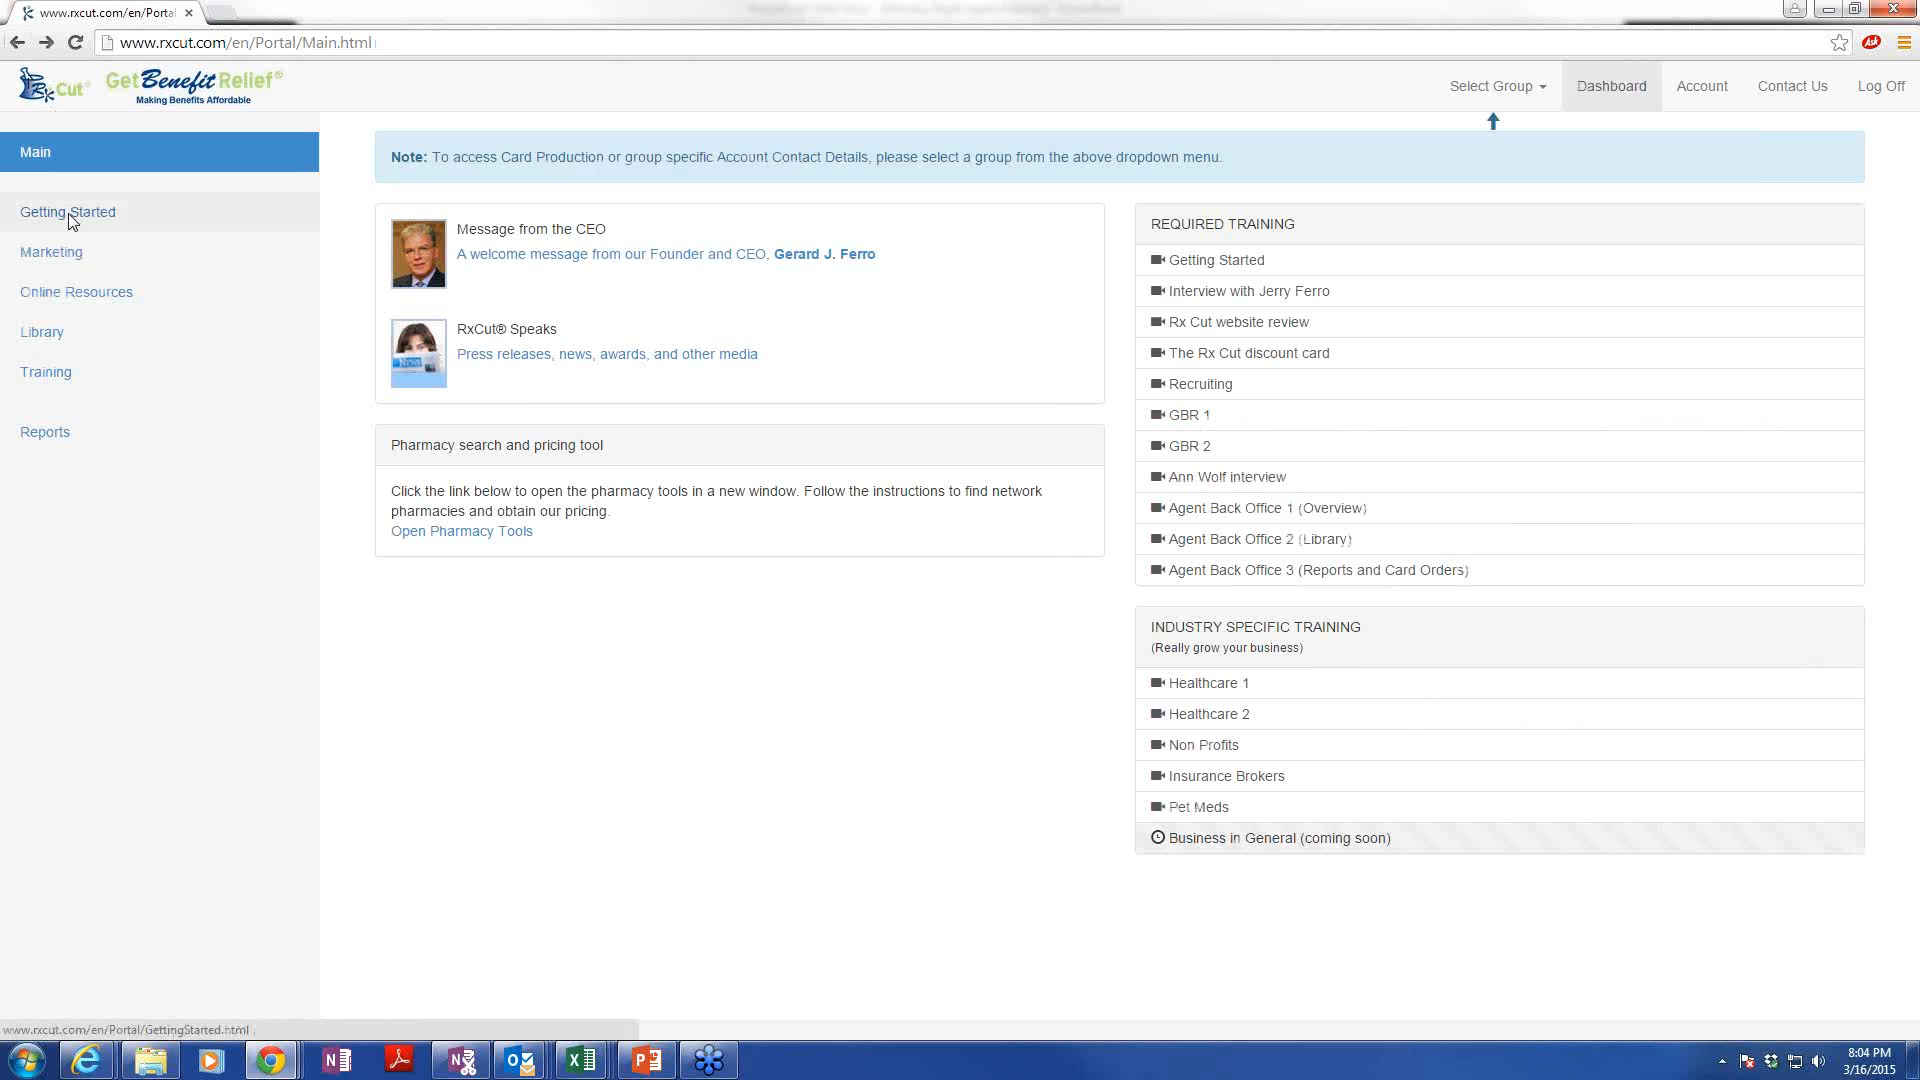 www.rxcut.com/en/Porta
www.rxcut.com/en/Portal/Main.html
Ask
Rx Cut®
GetBenefitRelief®
Making Benefits Affordable
Select Group
Dashboard
Account
Contact Us
Log Off
Main
Getting Started
Marketing
Online Resources
Library
Training
Reports
Note: To access Card Production or group specific Account Contact Details, please select a group from the above dropdown menu.
Message from the CEO
A welcome message from our Founder and CEO, Gerard J. Ferro
NEWS
RxCut® Speaks
Press releases, news, awards, and other media
Pharmacy search and pricing tool
Click the link below to open the pharmacy tools in a new window. Follow the instructions to find network
pharmacies and obtain our pricing.
Open Pharmacy Tools
REQUIRED TRAINING
Getting Started
Interview with Jerry Ferro
Rx Cut website review
The Rx Cut discount card
Recruiting
GBR 1
GBR 2
Ann Wolf interview
Agent Back Office 1 (Overview)
Agent Back Office 2 (Library)
Agent Back Office 3 (Reports and Card Orders)
INDUSTRY SPECIFIC TRAINING
(Really grow your business)
Healthcare 1
Healthcare 2
Non Profits
Insurance Brokers
Pet Meds
Business in General (coming soon)
www.rxcut.com/en/Portal/GettingStarted.html
8:04 PM
3/16/2015